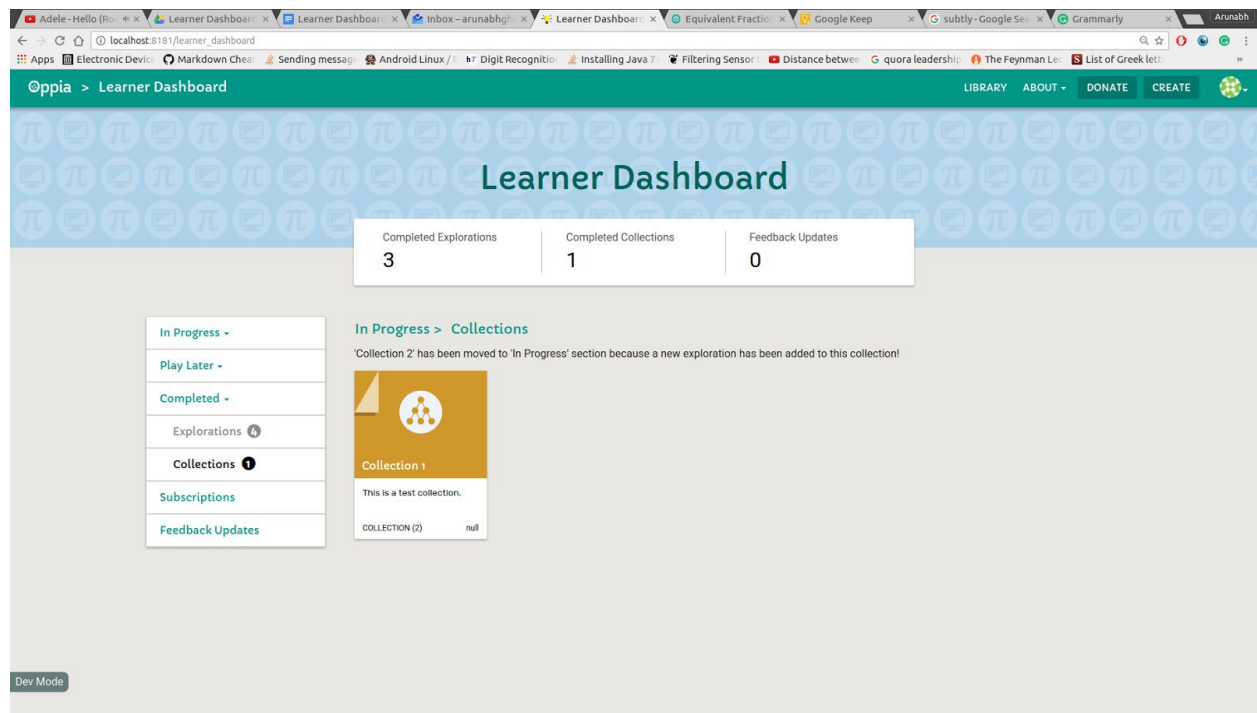 Adele - Hello (Ro
Learner Dashboard
Learner Dashboard
Inbox – arunabhgh
Learner Dashboard
Equivalent Fraction
Google Keep
subtly - Google Sea
Grammarly
Arunabh
localhost:8181/learner_dashboard
Apps
Electronic Device
Markdown Cheat
Sending messag
Android Linux /
Digit Recognition
Installing Java 7
Filtering Sensor
Distance betwee
quora leadership
The Feynman Lec
List of Greek lett
»
Oppia > Learner Dashboard
LIBRARY
ABOUT
DONATE
CREATE
Learner Dashboard
Completed Explorations
Completed Collections
Feedback Updates
3
1
0
In Progress
Play Later
Completed
Explorations 4
Collections 1
Subscriptions
Feedback Updates
In Progress > Collections
'Collection 2' has been moved to 'In Progress' section because a new exploration has been added to this collection!
Collection 1
This is a test collection.
COLLECTION (2)
null
Dev Mode